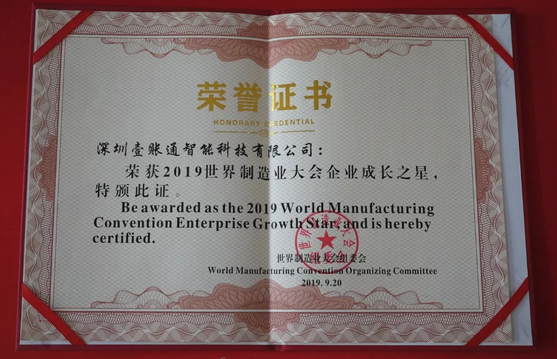 荣誉证书
HONORARY CREDENTIAL
深圳壹账通智能科技有限公司：
荣获2019世界制造业大会企业成长之星，
特颁此证。
Be awarded as the 2019 World Manufacturing
Convention Enterprise Growth Star, and is hereby
certified.
世界制造业大会组委会
World Manufacturing Convention Organizing Committee
2019.9.20